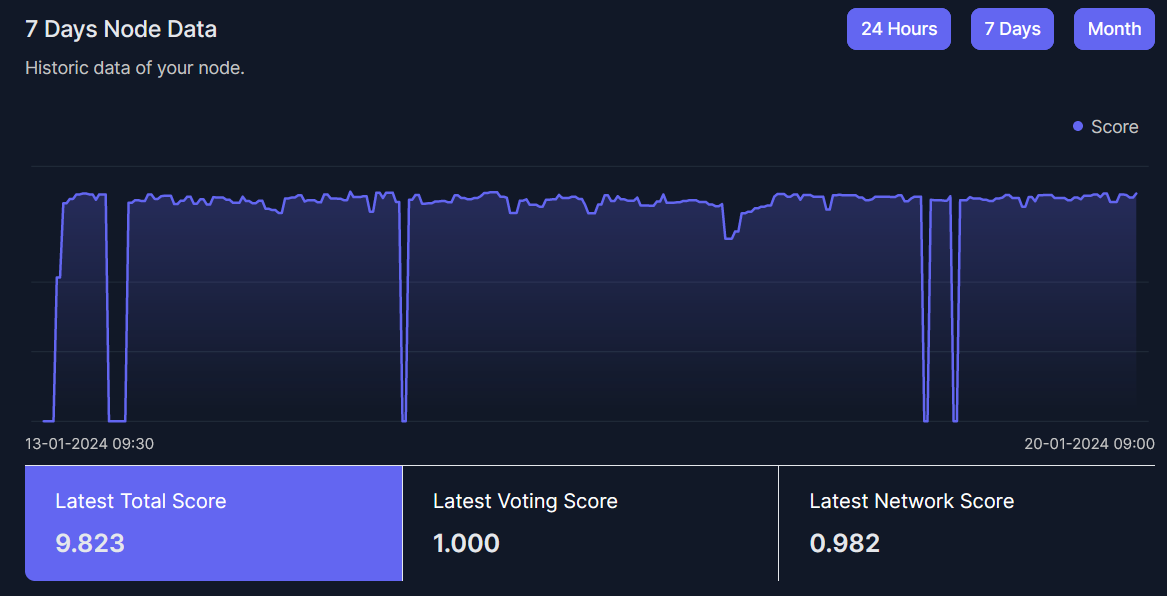 7 Days Node Data
24 Hours
7 Days
Month
Historic data of your node.
Score
13-01-2024 09:30
20-01-2024 09:00
Latest Total Score
9.823
Latest Voting Score
1.000
Latest Network Score
0.982